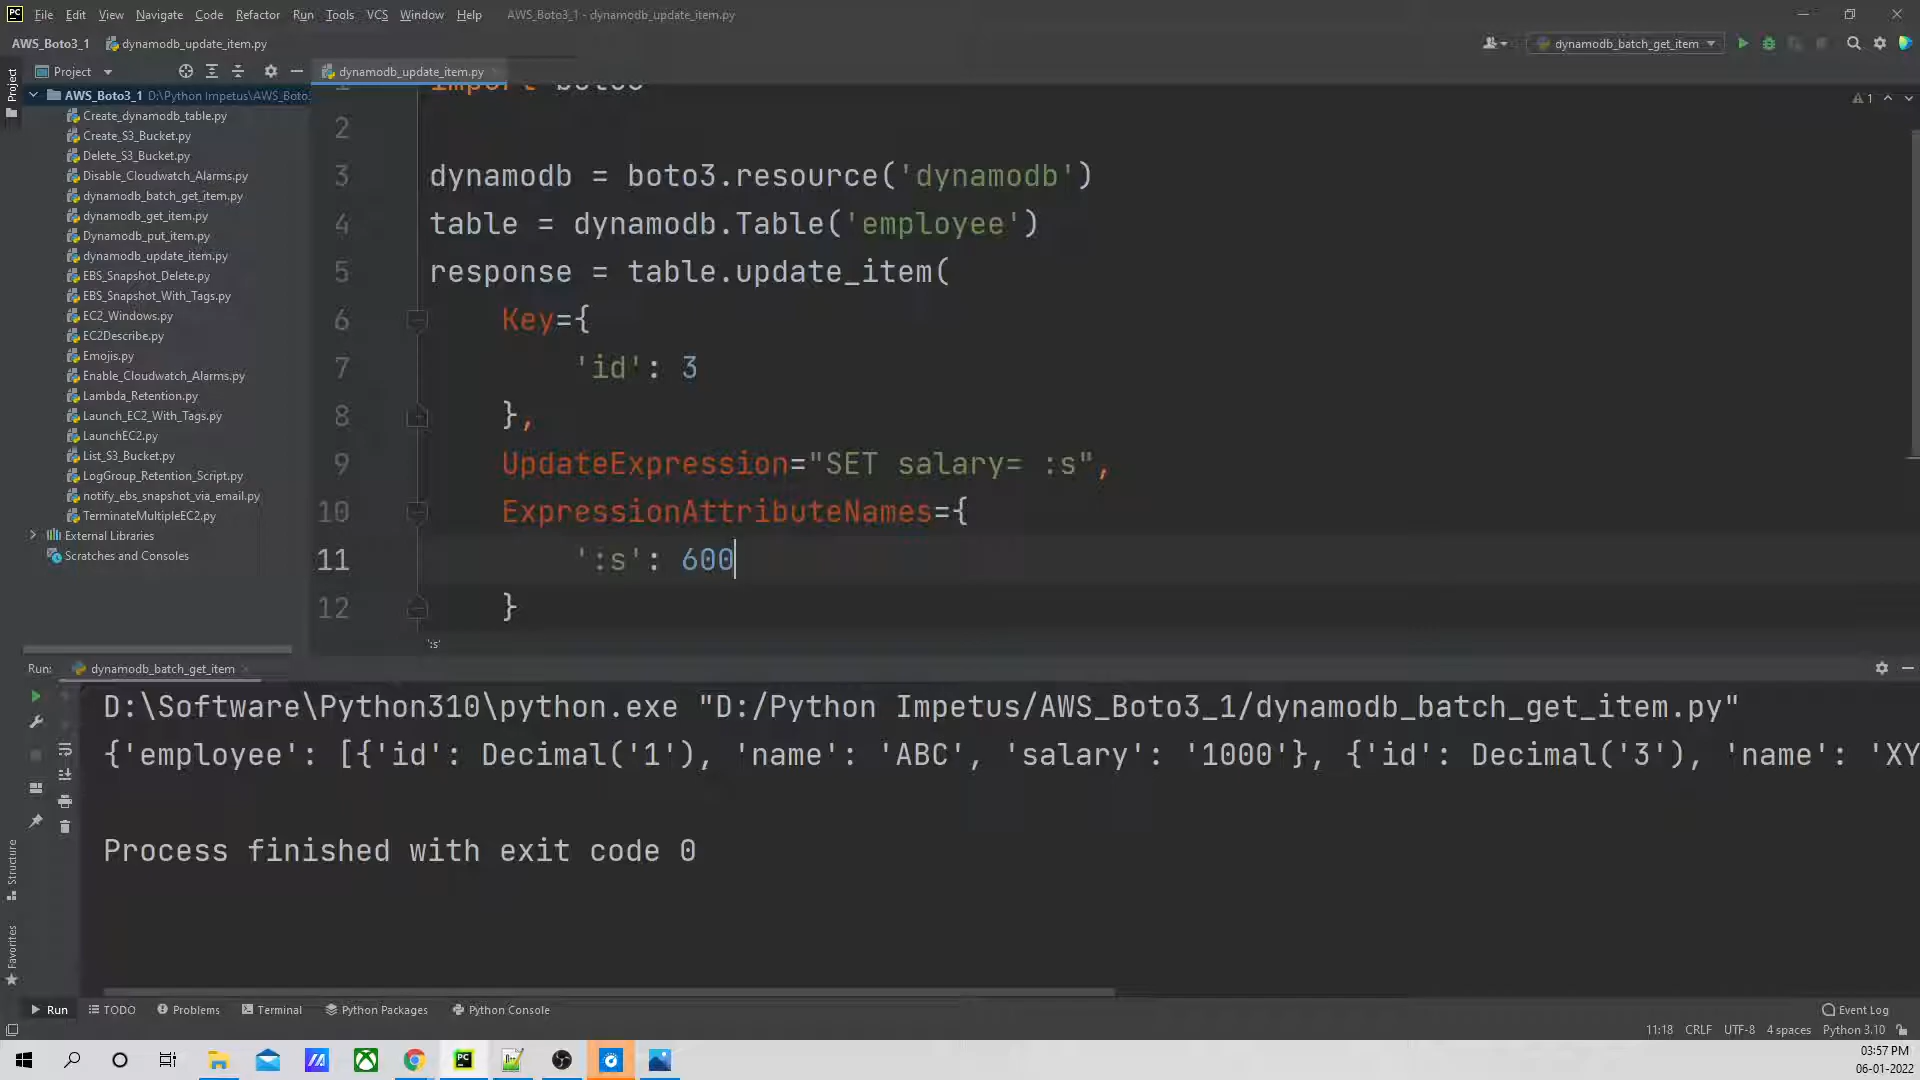 File Edit View Navigate Code Refactor Run Tools VCS Window Help AWS_Boto3_1 - dynamodb_update_item.py
AWS_Boto3_1 dynamodb_update_item.py
dynamodb_batch_get_item
Project
dynamodb_update_item.py
Project
AWS_Boto3_1 D:\Python Impetus\AWS_Boto3
Create_dynamodb_table.py
Create_S3_Bucket.py
Delete_S3_Bucket.py
Disable_Cloudwatch_Alarms.py
dynamodb_batch_get_item.py
dynamodb_get_item.py
Dynamodb_put_item.py
dynamodb_update_item.py
EBS_Snapshot_Delete.py
EBS_Snapshot_With_Tags.py
EC2_Windows.py
EC2Describe.py
Emojis.py
Enable_Cloudwatch_Alarms.py
Lambda_Retention.py
Launch_EC2_With_Tags.py
LaunchEC2.py
List_S3_Bucket.py
LogGroup_Retention_Script.py
notify_ebs_snapshot_via_email.py
TerminateMultipleEC2.py
External Libraries
Scratches and Consoles
1 import boto3
1
2
3 dynamodb = boto3.resource('dynamodb')
4 table = dynamodb.Table('employee')
5 response = table.update_item(
6 Key={
7 'id': 3
8 },
9 UpdateExpression="SET salary= :s",
10 ExpressionAttributeNames={
11 ':s': 600
12 }
':s'
Run: dynamodb_batch_get_item
D:\Software\Python310\python.exe "D:/Python Impetus/AWS_Boto3_1/dynamodb_batch_get_item.py"
{'employee': [{'id': Decimal('1'), 'name': 'ABC', 'salary': '1000'}, {'id': Decimal('3'), 'name': 'XY
Process finished with exit code 0
Structure
Favorites
Run TODO Problems Terminal Python Packages Python Console Event Log
11:18 CRLF UTF-8 4 spaces Python 3.10
03:57 PM
06-01-2022